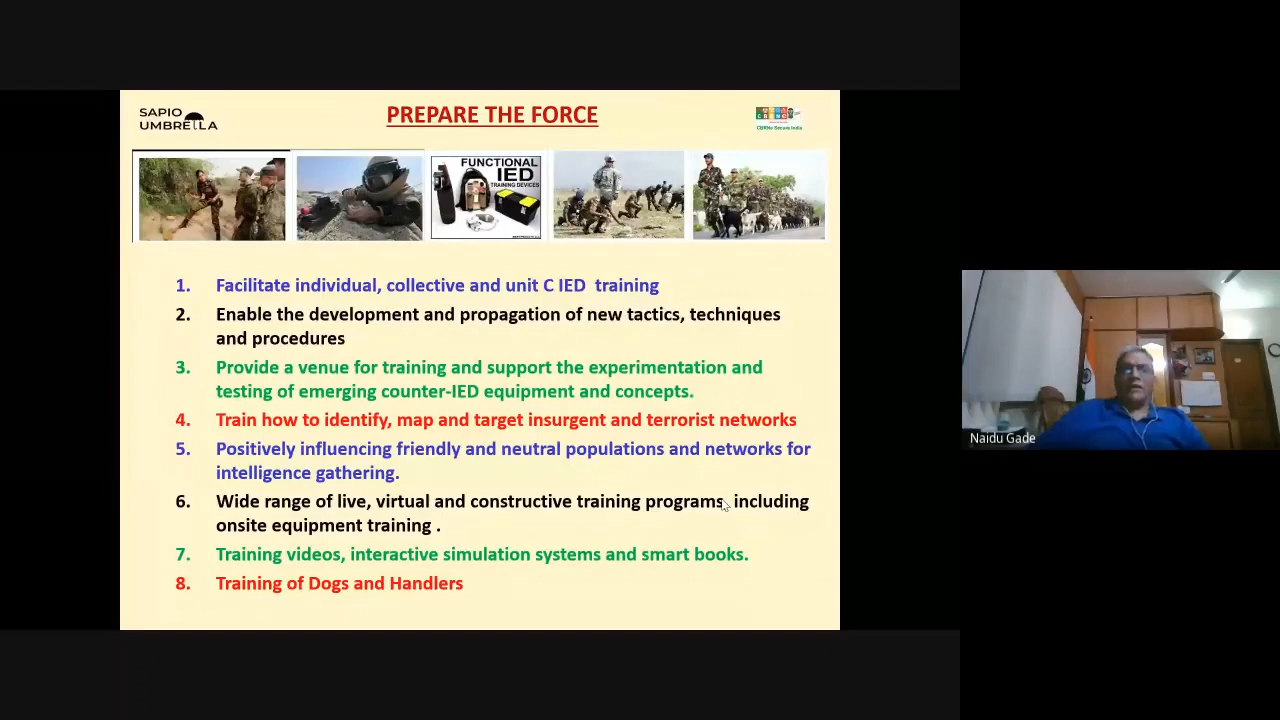 SAPIO
UMBRELLA
PREPARE THE FORCE
CBRNe Secure India
FUNCTIONAL
IED
TRAINING DEVICES
1. Facilitate individual, collective and unit C IED training
2. Enable the development and propagation of new tactics, techniques
and procedures
3. Provide a venue for training and support the experimentation and
testing of emerging counter-IED equipment and concepts.
4. Train how to identify, map and target insurgent and terrorist networks
5. Positively influencing friendly and neutral populations and networks for
intelligence gathering.
6. Wide range of live, virtual and constructive training programs, including
onsite equipment training .
7. Training videos, interactive simulation systems and smart books.
8. Training of Dogs and Handlers
Naidu Gade